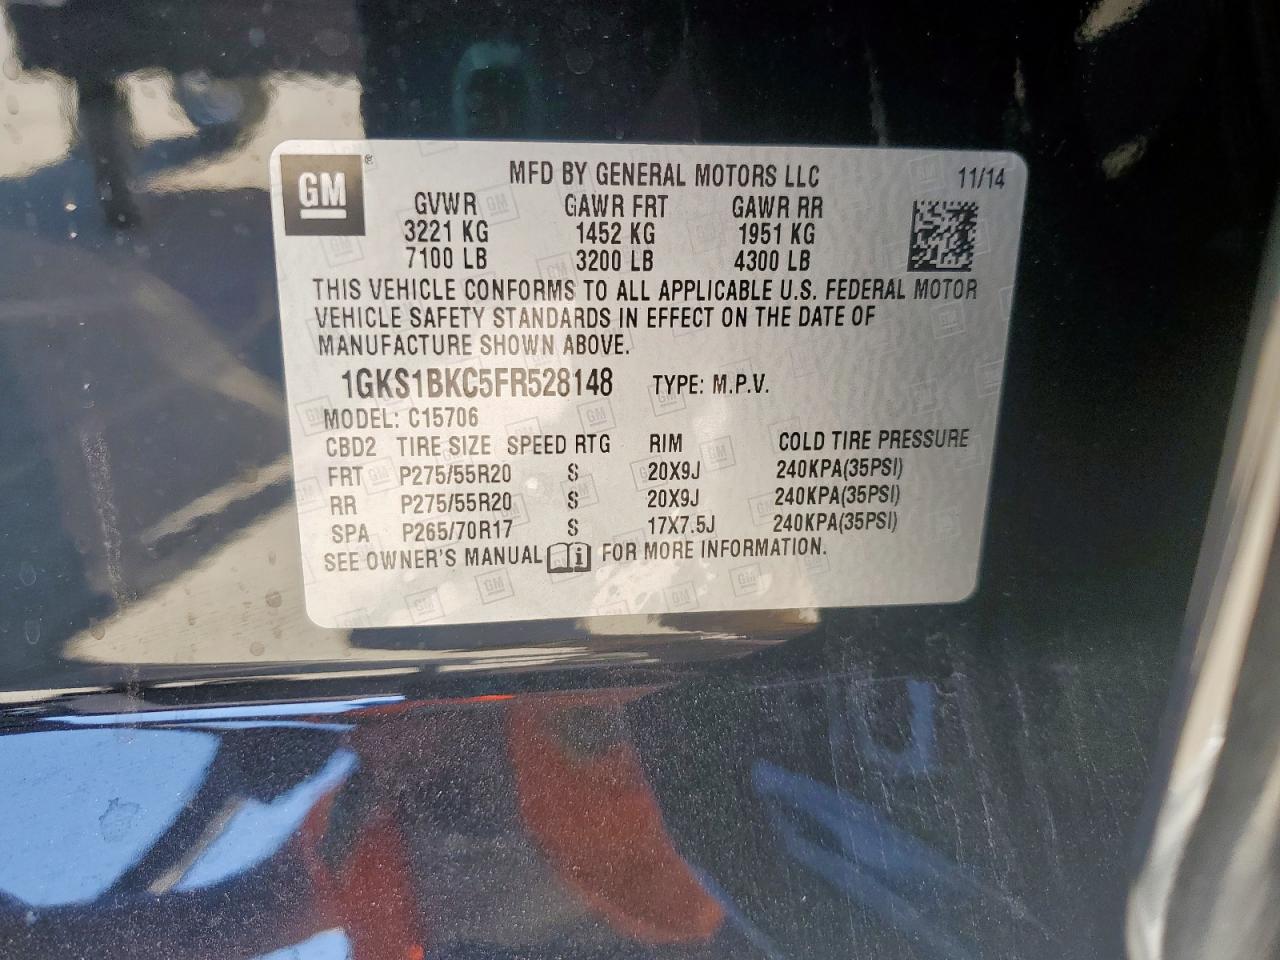 GM ® MFD BY GENERAL MOTORS LLC 11/14
GVWR GAWR FRT GAWR RR
3221 KG 1452 KG 1951 KG
7100 LB 3200 LB 4300 LB
THIS VEHICLE CONFORMS TO ALL APPLICABLE U.S. FEDERAL MOTOR
VEHICLE SAFETY STANDARDS IN EFFECT ON THE DATE OF
MANUFACTURE SHOWN ABOVE.
1GKS1BKC5FR528148 TYPE: M.P.V.
MODEL: C15706
CBD2 TIRE SIZE SPEED RTG RIM COLD TIRE PRESSURE
FRT P275/55R20 S 20X9J 240KPA(35PSI)
RR P275/55R20 S 20X9J 240KPA(35PSI)
SPA P265/70R17 S 17X7.5J 240KPA(35PSI)
SEE OWNER'S MANUAL FOR MORE INFORMATION.